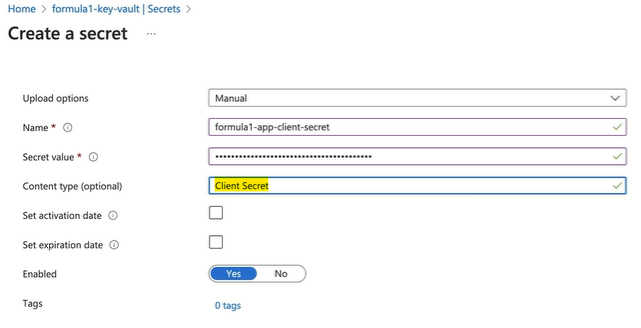 Home > formula1-key-vault | Secrets >
Create a secret ...
Upload options Manual
Name * formula1-app-client-secret
Secret value * ••••••••••••••••••••••••••••••••••••••••
Content type (optional) Client Secret
Set activation date
Set expiration date
Enabled Yes No
Tags 0 tags